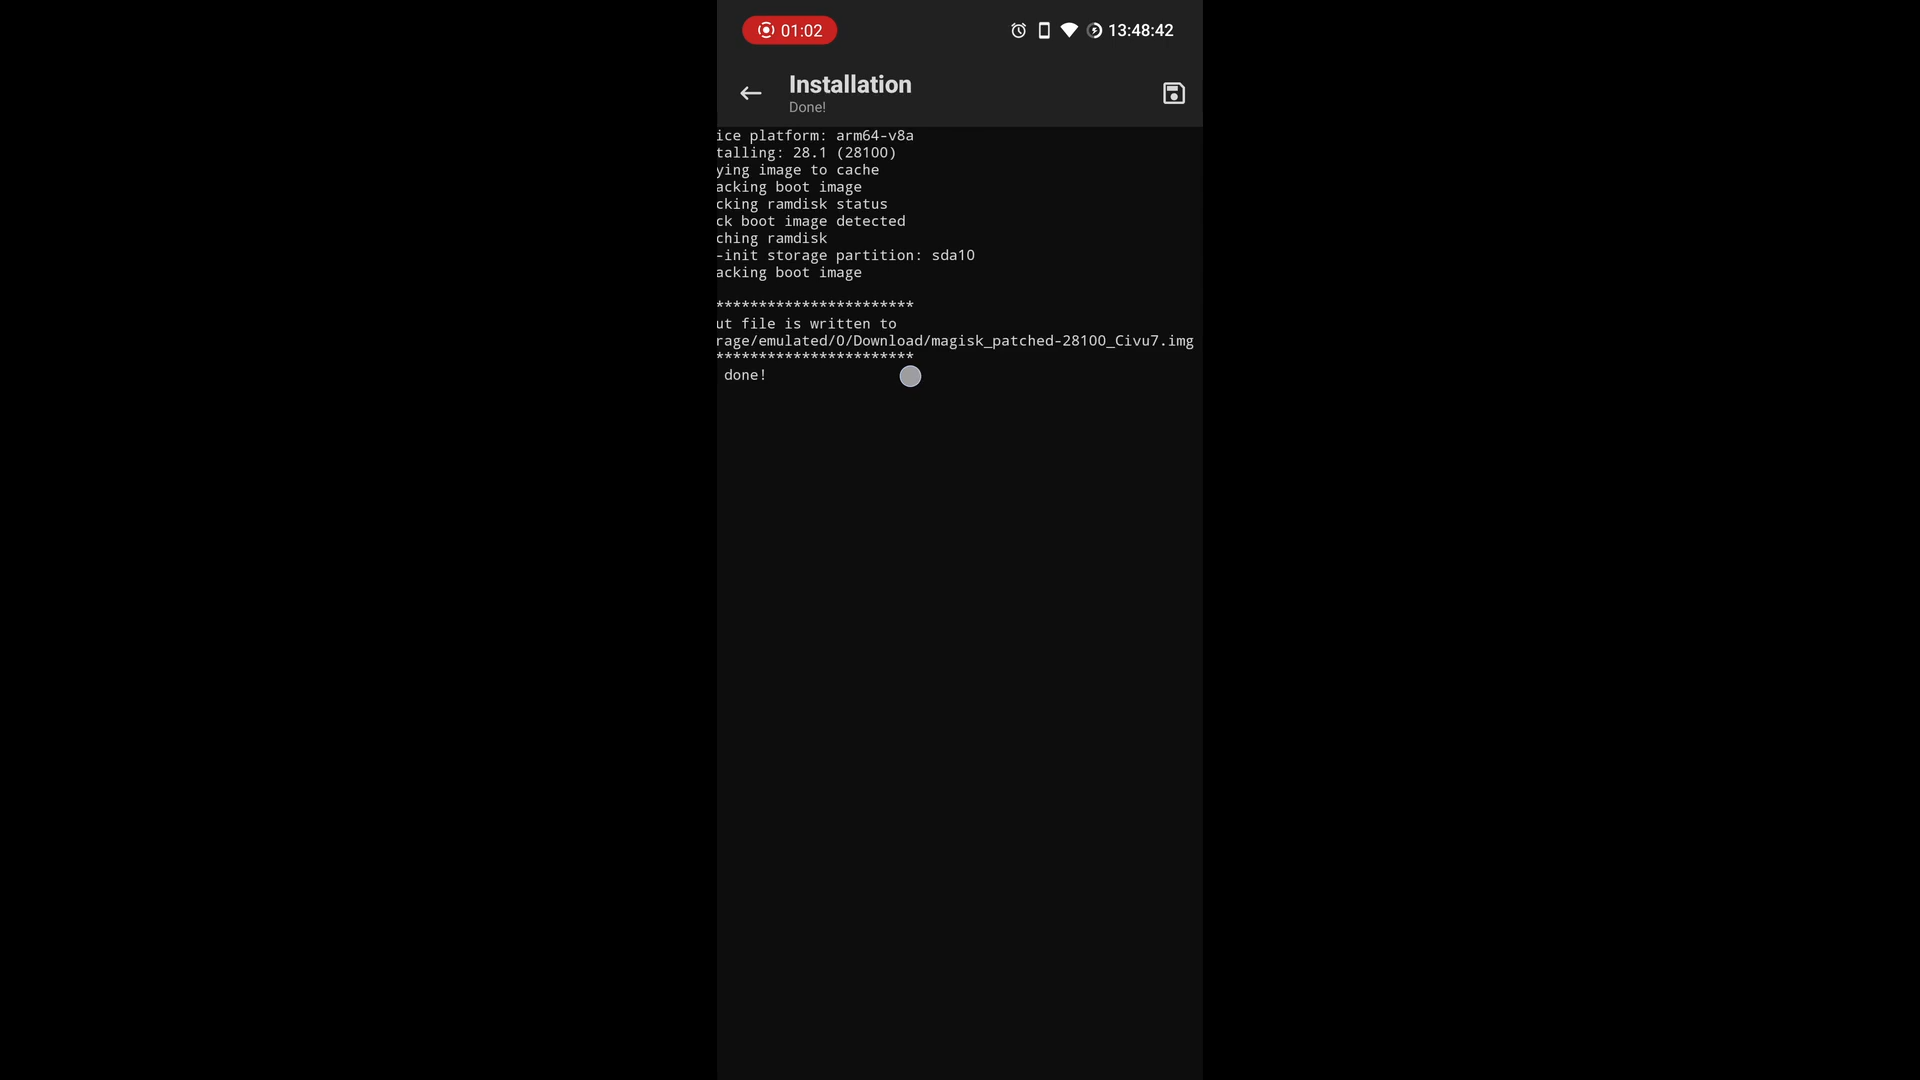 01:02
13:48:42
Installation
Done!
ice platform: arm64-v8a
talling: 28.1 (28100)
ying image to cache
acking boot image
cking ramdisk status
ck boot image detected
ching ramdisk
-init storage partition: sda10
acking boot image
***********************
ut file is written to
rage/emulated/0/Download/magisk_patched-28100_Civu7.img
***********************
done!